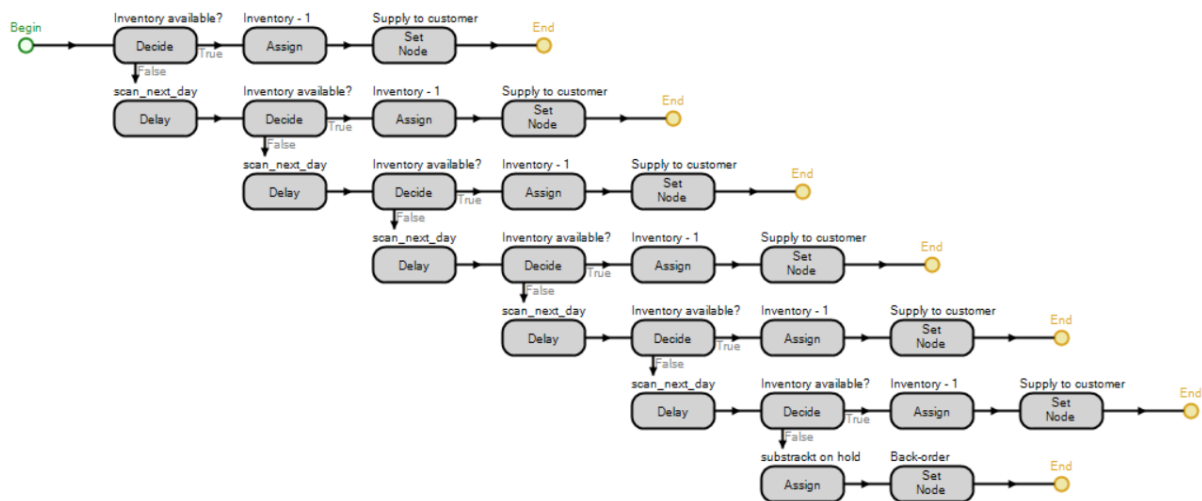 Inventory available? Inventory - 1 Supply to customer
Begin Decide True Assign Set Node End
False
scan_next_day Inventory available? Inventory - 1 Supply to customer
Delay Decide True Assign Set Node End
False
scan_next_day Inventory available? Inventory - 1 Supply to customer
Delay Decide True Assign Set Node End
False
scan_next_day Inventory available? Inventory - 1 Supply to customer
Delay Decide True Assign Set Node End
False
scan_next_day Inventory available? Inventory - 1 Supply to customer
Delay Decide True Assign Set Node End
False
scan_next_day Inventory available? Inventory - 1 Supply to customer
Delay Decide True Assign Set Node End
False
substrackt on hold Back-order
Assign Set Node End